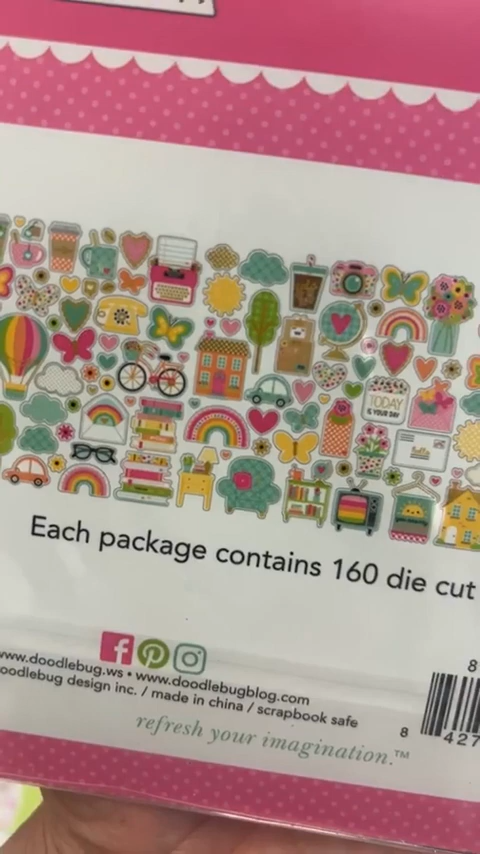 TODAY
IS YOUR DAY
hello
Each package contains 160 die cut
www.doodlebug.ws • www.doodlebugblog.com
oodlebug design inc. / made in china / scrapbook safe
refresh your imagination.™
8
8
427